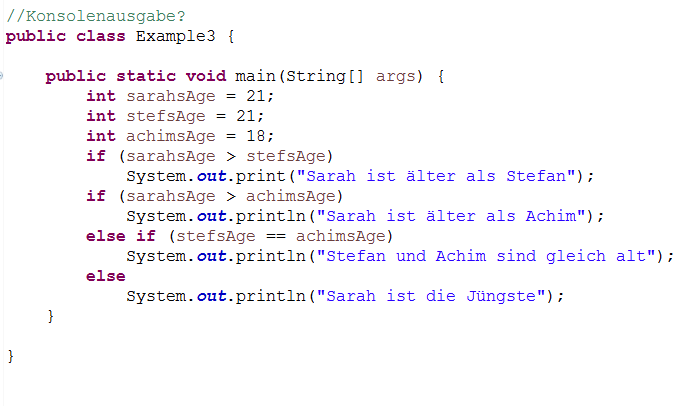 //Konsolenausgabe?
public class Example3 {
public static void main(String[] args) {
int sarahsAge = 21;
int stefsAge = 21;
int achimsAge = 18;
if (sarahsAge > stefsAge)
System.out.print("Sarah ist älter als Stefan");
if (sarahsAge > achimsAge)
System.out.println("Sarah ist älter als Achim");
else if (stefsAge == achimsAge)
System.out.println("Stefan und Achim sind gleich alt");
else
System.out.println("Sarah ist die Jüngste");
}
}